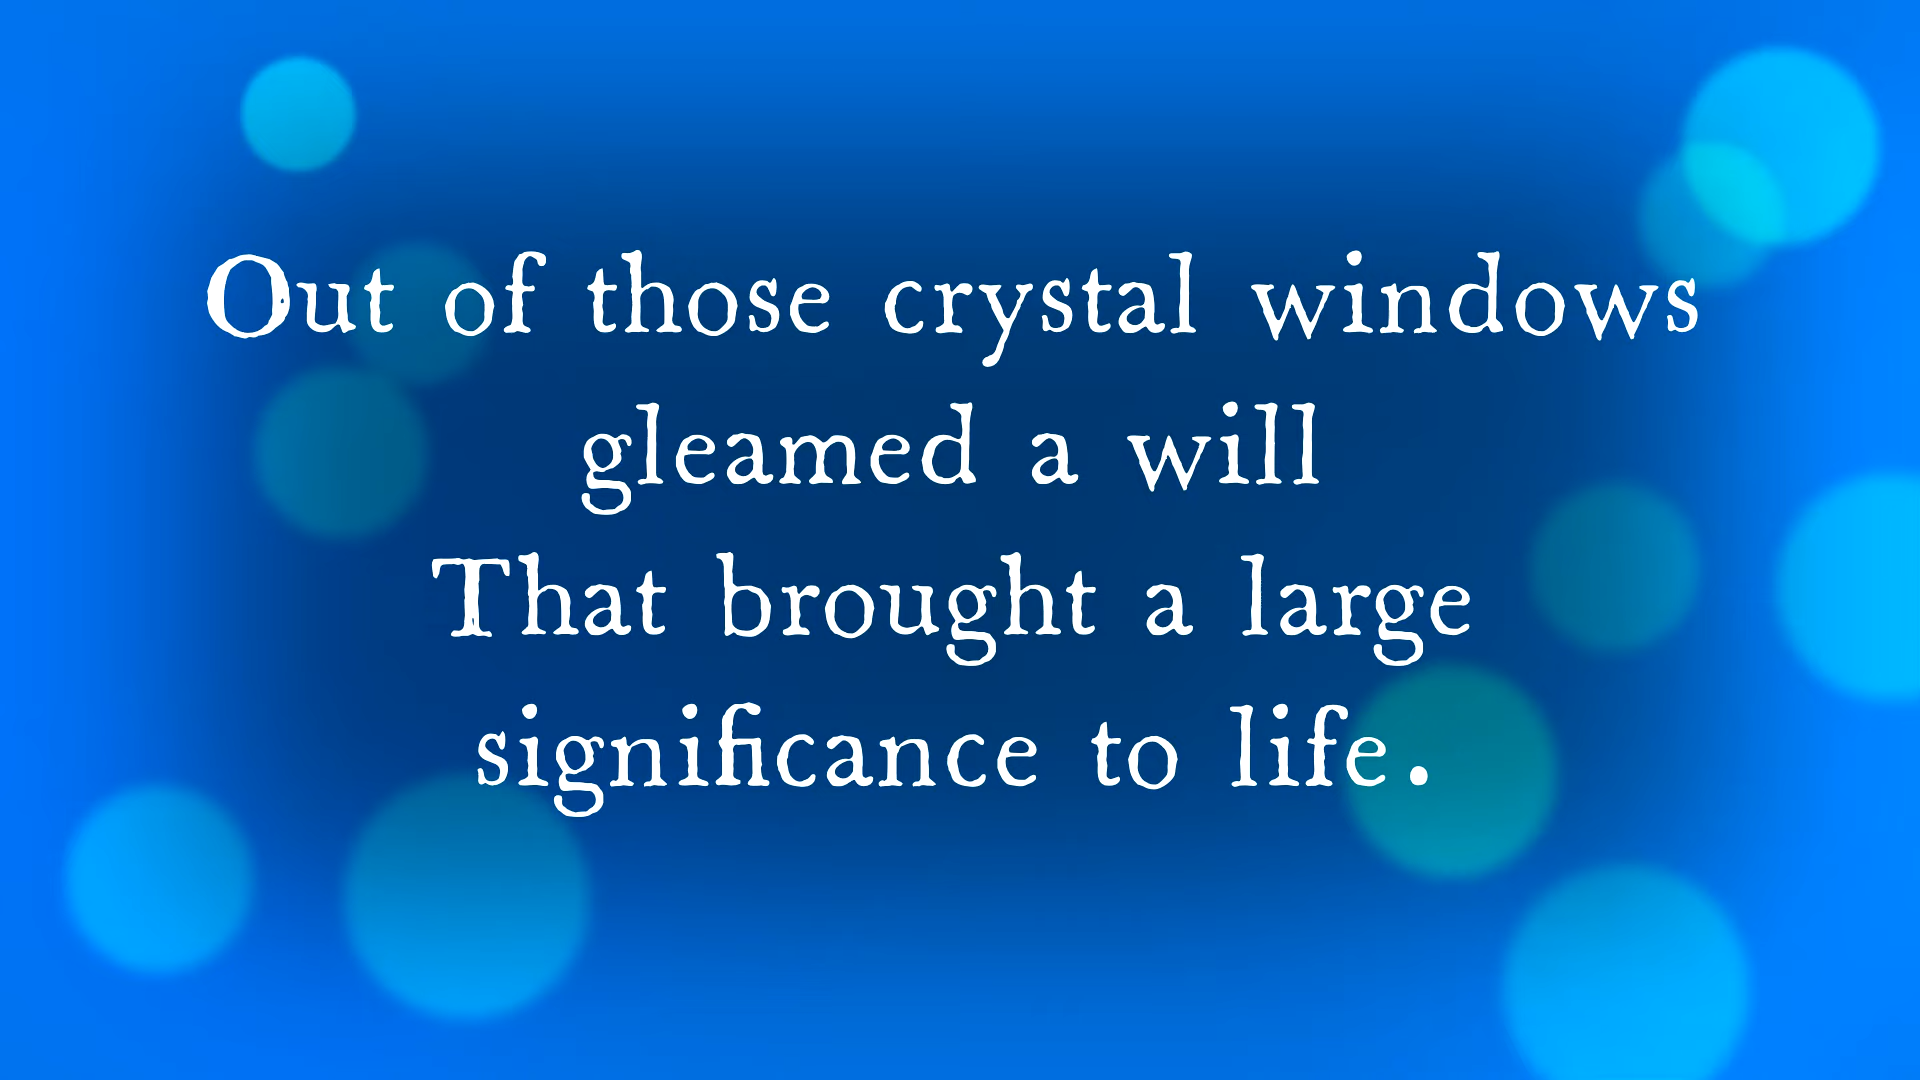 Out of those crystal windows
gleamed a will
That brought a large
significance to life.